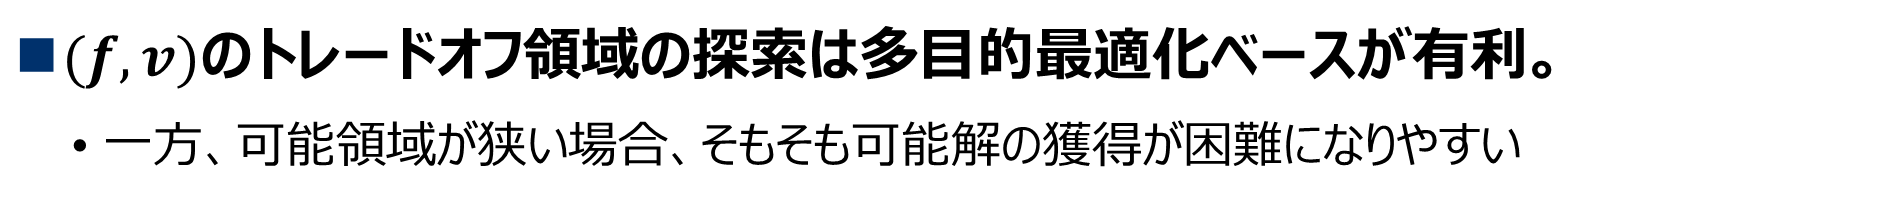 ■(f, v)のトレードオフ領域の探索は多目的最適化ベースが有利。
• 一方、可能領域が狭い場合、そもそも可能解の獲得が困難になりやすい